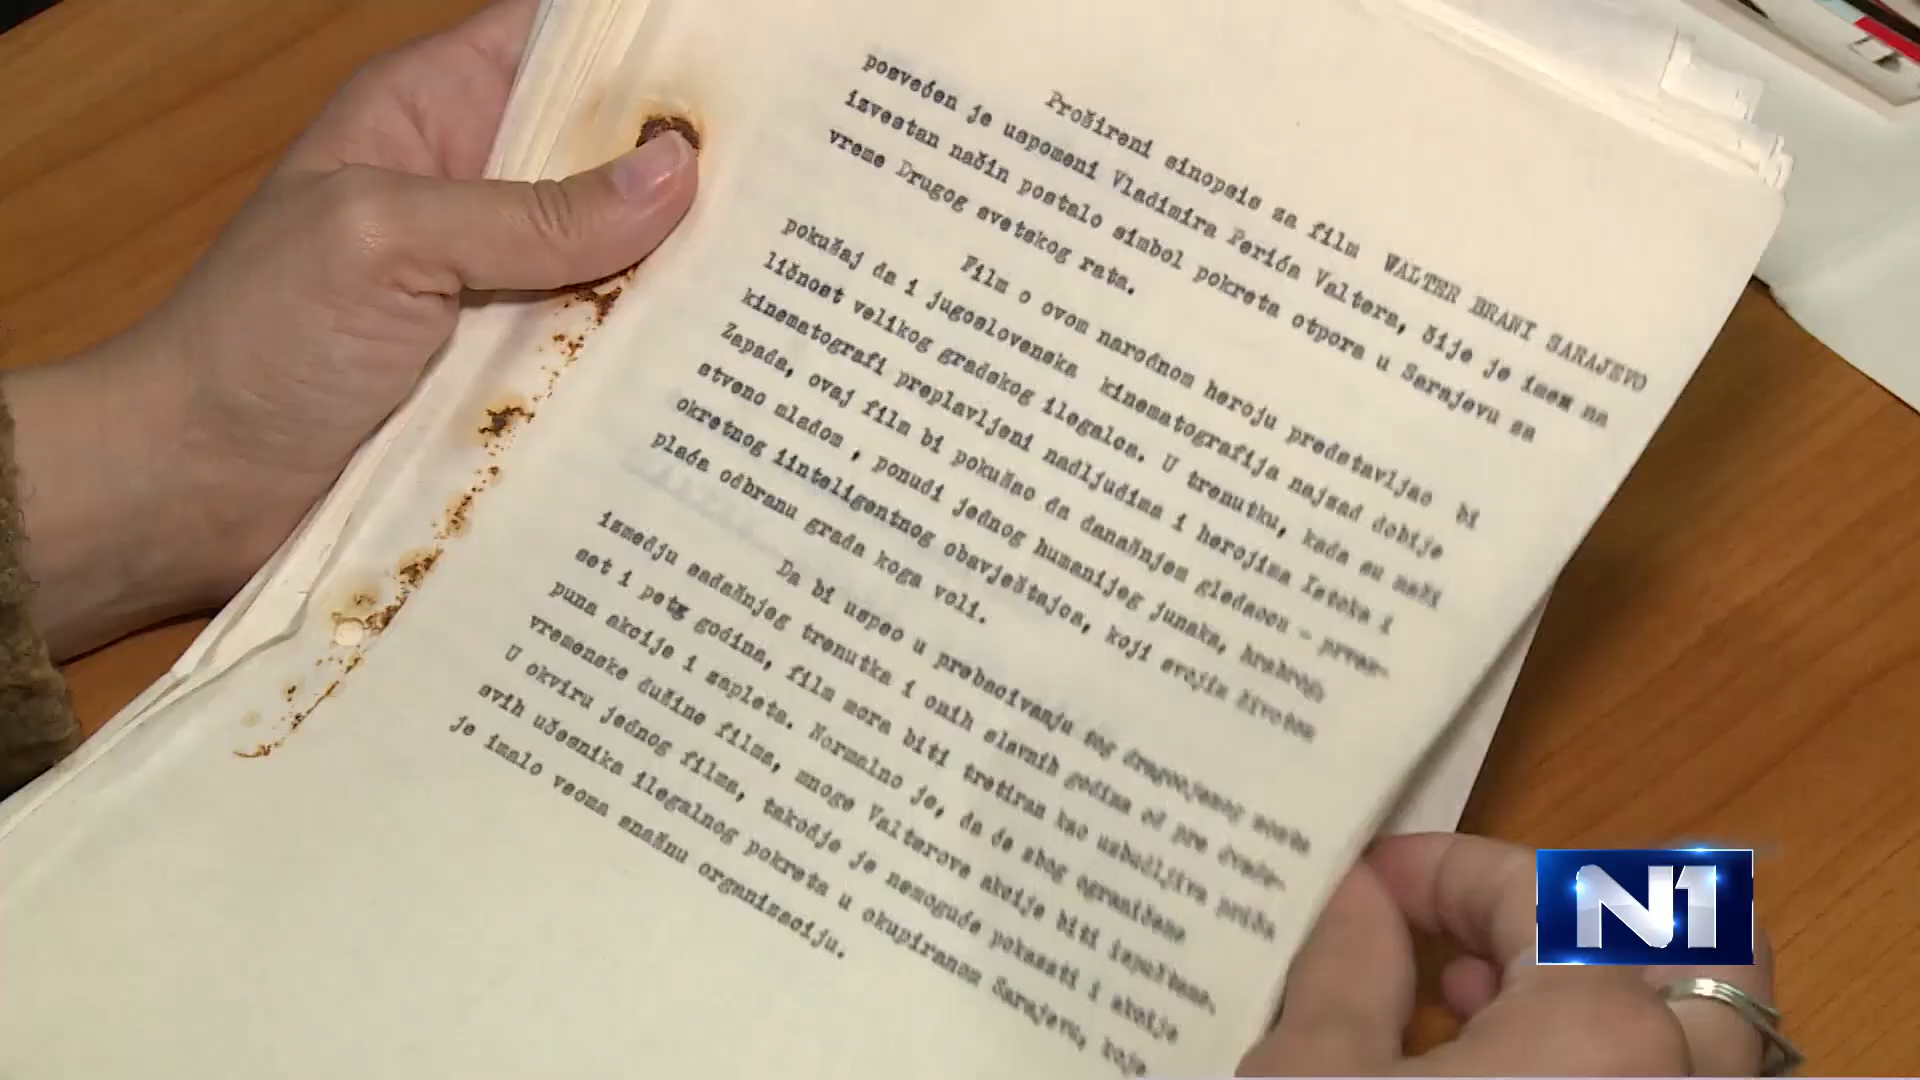 Prošireni sinopsis za film WALTER BRANI SARAJEVO
posvećen je uspomeni Vladimira Perića Valtera, čije je imem na
izvestan način postalo simbol pokreta otpora u Sarajevu za
vreme Drugog svetskog rata.
Film o ovom narodnom heroju predstavljao bi
pokušaj da i jugoslovenska kinematografija najzad dobije
ličnost velikog gradskog ilegalca. U trenutku, kada su naši
kinematografi preplavljeni nadljudima i herojima Istoka i
Zapada, ovaj film bi pokušao da današnjem gledaocu - prven-
stveno mladom , ponudi jednog humanijeg junaka, hrabrog,
okretnog iinteligentnog obavještajca, koji svojim životom
plaća odbranu grada koga voli.
Da bi uspeo u prebacivanju tog dragocjenog mosta
izmedju sadašnjeg trenutka i onih slavnih godina od pre dvade-
set i pet godina, film mora biti tretiran kao uzbudljiva priča
puna akcije i zapleta. Normalno je, da će zbog ograničene
vremenske dužine filma, mnoge Valterove akcije biti ispuštene.
U okviru jednog filma, takodje je nemoguće pokazati i akcije
svih učesnika ilegalnog pokreta u okupiranom Sarajevu, koje
je imalo veoma snažnu organizaciju.
N1